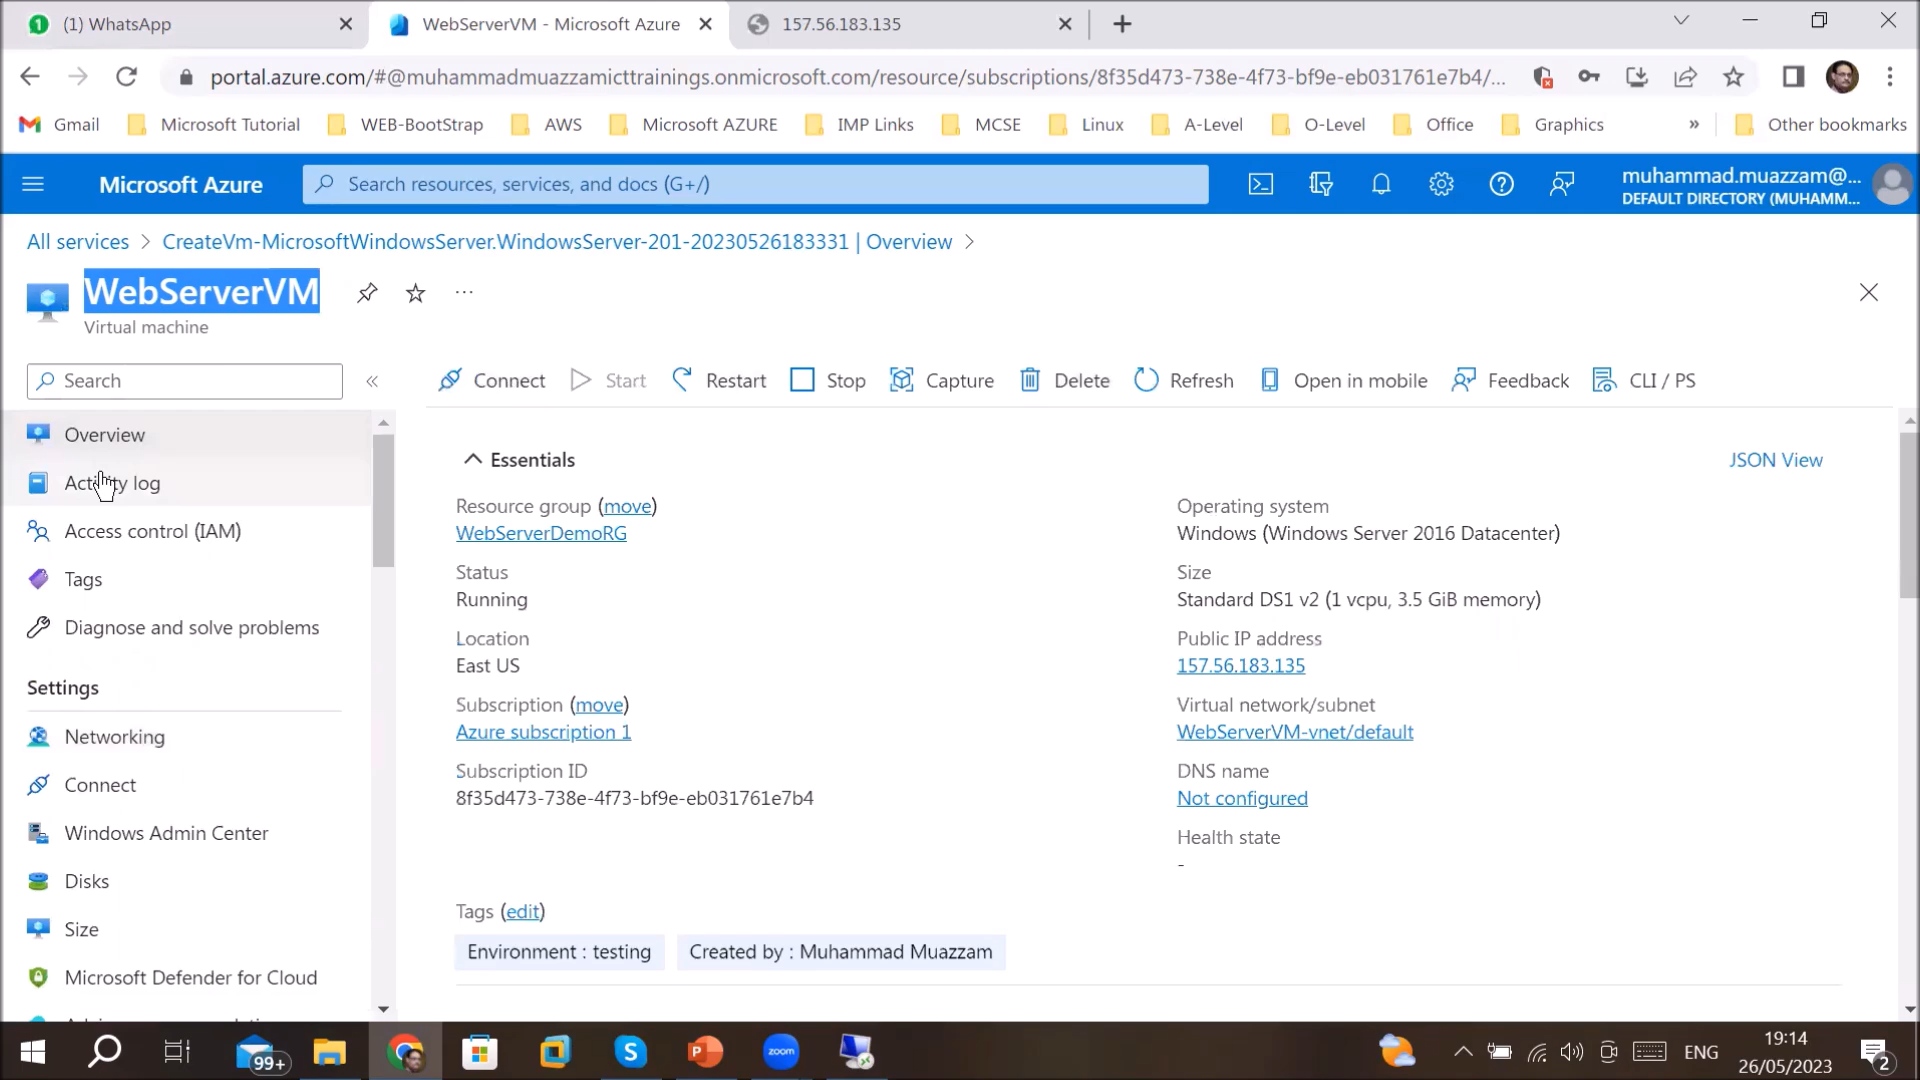 (1) WhatsApp
WebServerVM - Microsoft Azure
157.56.183.135
portal.azure.com/#@muhammadmuazzamicttrainings.onmicrosoft.com/resource/subscriptions/8f35d473-738e-4f73-bf9e-eb031761e7b4/...
Gmail
Microsoft Tutorial
WEB-BootStrap
AWS
Microsoft AZURE
IMP Links
MCSE
Linux
A-Level
O-Level
Office
Graphics
»
Other bookmarks
Microsoft Azure
Search resources, services, and docs (G+/)
muhammad.muazzam@...
DEFAULT DIRECTORY (MUHAMM...
All services > CreateVm-MicrosoftWindowsServer.WindowsServer-201-20230526183331 | Overview >
WebServerVM
...
Virtual machine
Search
«
Connect
Start
Restart
Stop
Capture
Delete
Refresh
Open in mobile
Feedback
CLI / PS
Overview
Activity log
Access control (IAM)
Tags
Diagnose and solve problems
Settings
Networking
Connect
Windows Admin Center
Disks
Size
Microsoft Defender for Cloud
Essentials
JSON View
Resource group (move)
WebServerDemoRG
Status
Running
Location
East US
Subscription (move)
Azure subscription 1
Subscription ID
8f35d473-738e-4f73-bf9e-eb031761e7b4
Operating system
Windows (Windows Server 2016 Datacenter)
Size
Standard DS1 v2 (1 vcpu, 3.5 GiB memory)
Public IP address
157.56.183.135
Virtual network/subnet
WebServerVM-vnet/default
DNS name
Not configured
Health state
-
Tags (edit)
Environment : testing
Created by : Muhammad Muazzam
99+
zoom
ENG
19:14
26/05/2023
2